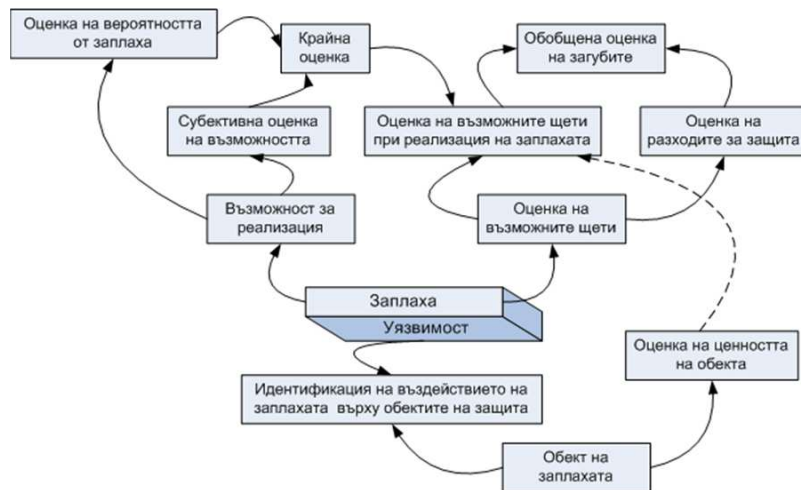 Оценка на вероятността
от заплаха
Крайна
оценка
Обобщена оценка
на загубите
Субективна оценка
на възможността
Оценка на възможните щети
при реализация на заплахата
Оценка на
разходите за защита
Възможност за
реализация
Оценка на
възможните щети
Заплаха
Уязвимост
Оценка на ценността
на обекта
Идентификация на въздействието на
заплахата върху обектите на защита
Обект на
заплахата